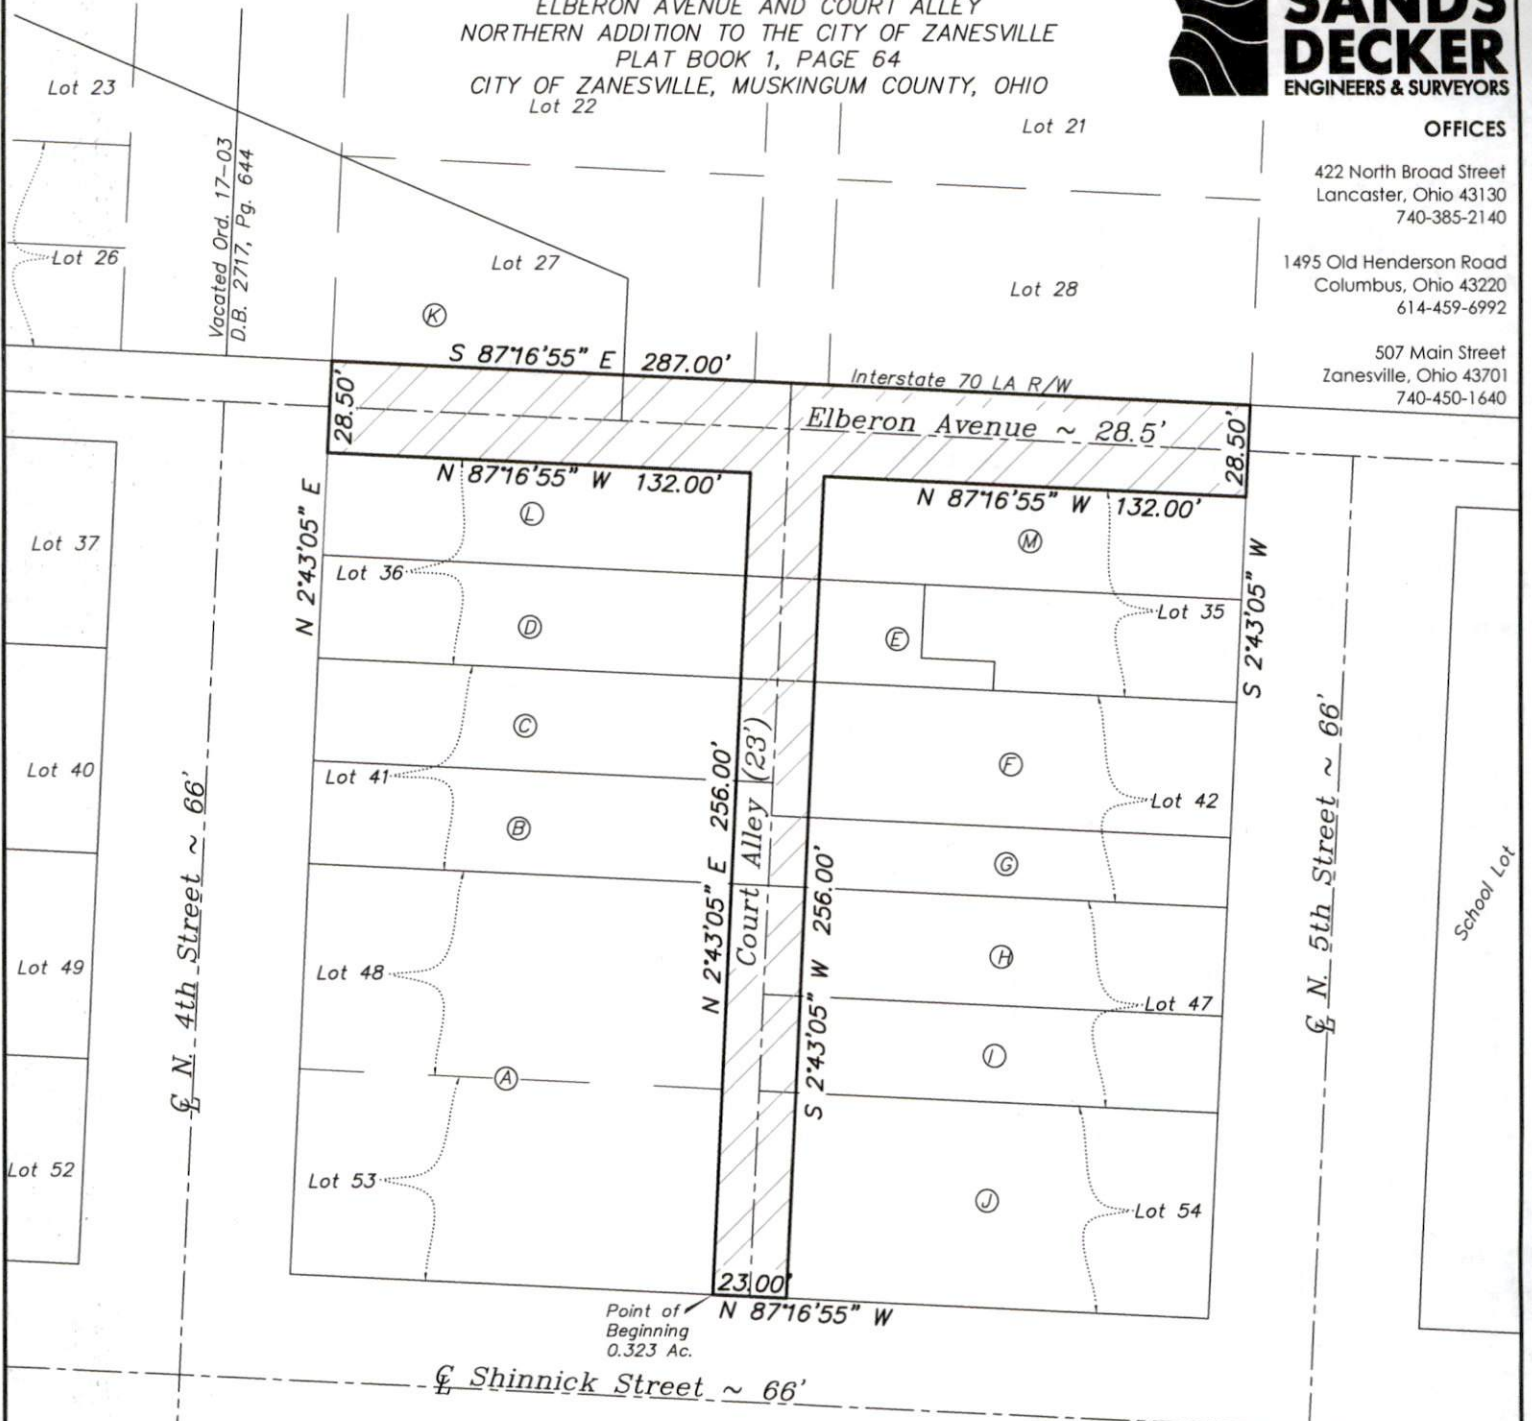 ELBERON AVENUE AND COURT ALLEY
NORTHERN ADDITION TO THE CITY OF ZANESVILLE
PLAT BOOK 1, PAGE 64
CITY OF ZANESVILLE, MUSKINGUM COUNTY, OHIO
SANDS
DECKER
ENGINEERS & SURVEYORS
OFFICES
422 North Broad Street
Lancaster, Ohio 43130
740-385-2140
1495 Old Henderson Road
Columbus, Ohio 43220
614-459-6992
507 Main Street
Zanesville, Ohio 43701
740-450-1640
Lot 23
Lot 22
Lot 21
Vacated Ord. 17-03
D.B. 2717, Pg. 644
Lot 26
Lot 27
Lot 28
K
S 87°16'55" E 287.00'
Interstate 70 LA R/W
28.50'
Elberon Avenue ~ 28.5'
28.50'
N 87°16'55" W 132.00'
N 87°16'55" W 132.00'
N 2°43'05" E
L
M
S 2°43'05" W
Lot 37
Lot 36
Lot 35
D
E
C
F
Lot 40
Lot 41
Lot 42
B
G
N 2°43'05" E 256.00'
Court Alley (23')
S 2°43'05" W 256.00'
℄ N. 4th Street ~ 66'
℄ N. 5th Street ~ 66'
School Lot
Lot 49
Lot 48
H
Lot 47
I
A
Lot 52
Lot 53
J
Lot 54
23.00'
N 87°16'55" W
Point of
Beginning
0.323 Ac.
℄ Shinnick Street ~ 66'